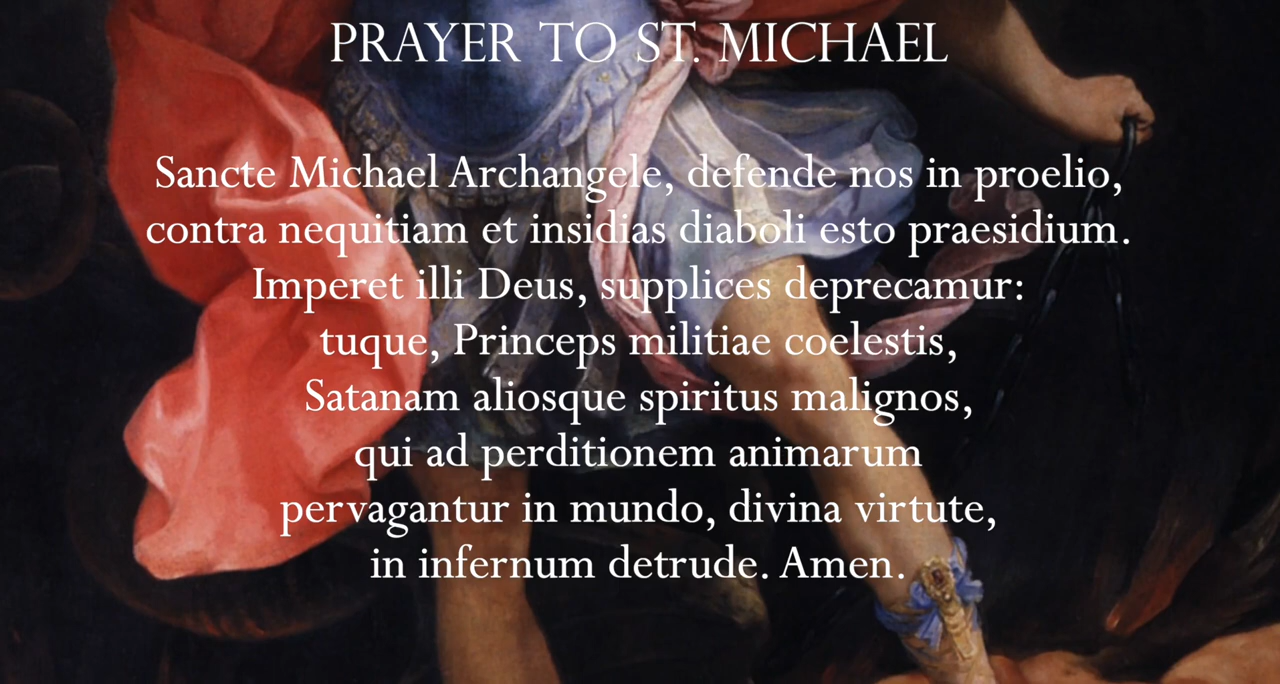 PRAYER TO ST. MICHAEL
Sancte Michael Archangele, defende nos in proelio,
contra nequitiam et insidias diaboli esto praesidium.
Imperet illi Deus, supplices deprecamur:
tuque, Princeps militiae coelestis,
Satanam aliosque spiritus malignos,
qui ad perditionem animarum
pervagantur in mundo, divina virtute,
in infernum detrude. Amen.